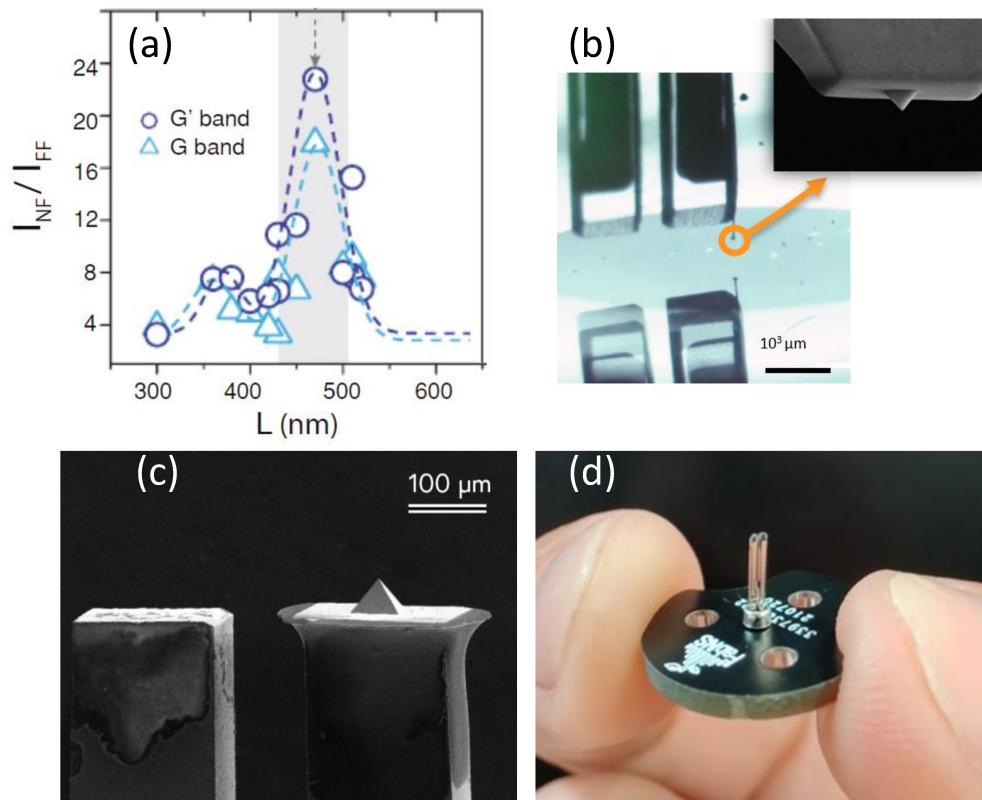 (a)
I_NF / I_FF
24
20
16
12
8
4
G' band
G band
300
400
500
600
L (nm)
(b)
10³ µm
(c)
100 µm
(d)